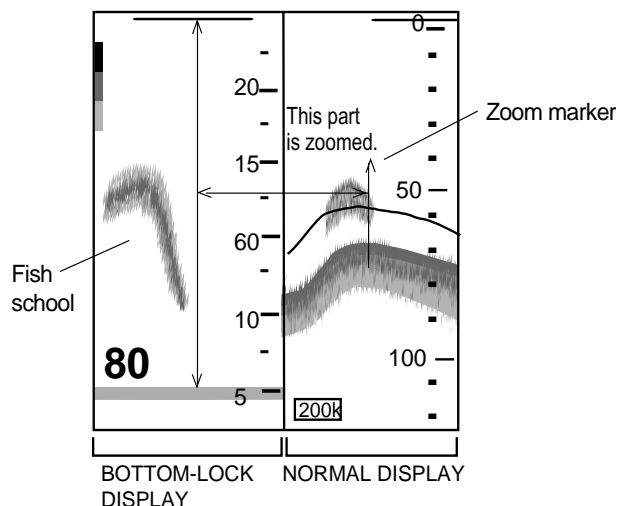 0
20
This part
is zoomed.
Zoom marker
15
50
60
Fish
school
10
80
100
5
200k
BOTTOM-LOCK
DISPLAY
NORMAL DISPLAY